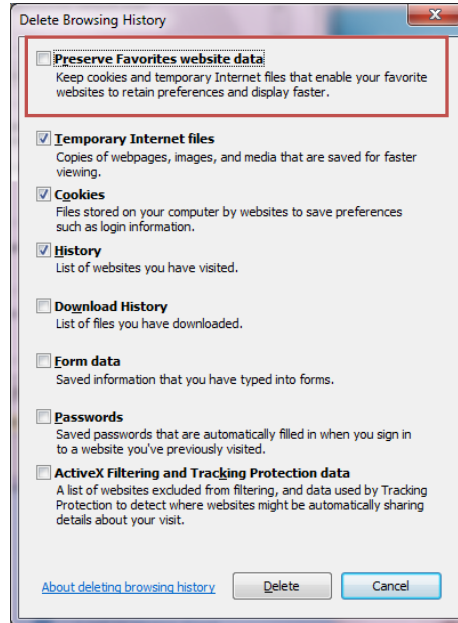 Delete Browsing History
x
Preserve Favorites website data
Keep cookies and temporary Internet files that enable your favorite
websites to retain preferences and display faster.
Temporary Internet files
Copies of webpages, images, and media that are saved for faster
viewing.
Cookies
Files stored on your computer by websites to save preferences
such as login information.
History
List of websites you have visited.
Download History
List of files you have downloaded.
Form data
Saved information that you have typed into forms.
Passwords
Saved passwords that are automatically filled in when you sign in
to a website you've previously visited.
ActiveX Filtering and Tracking Protection data
A list of websites excluded from filtering, and data used by Tracking
Protection to detect where websites might be automatically sharing
details about your visit.
About deleting browsing history Delete Cancel